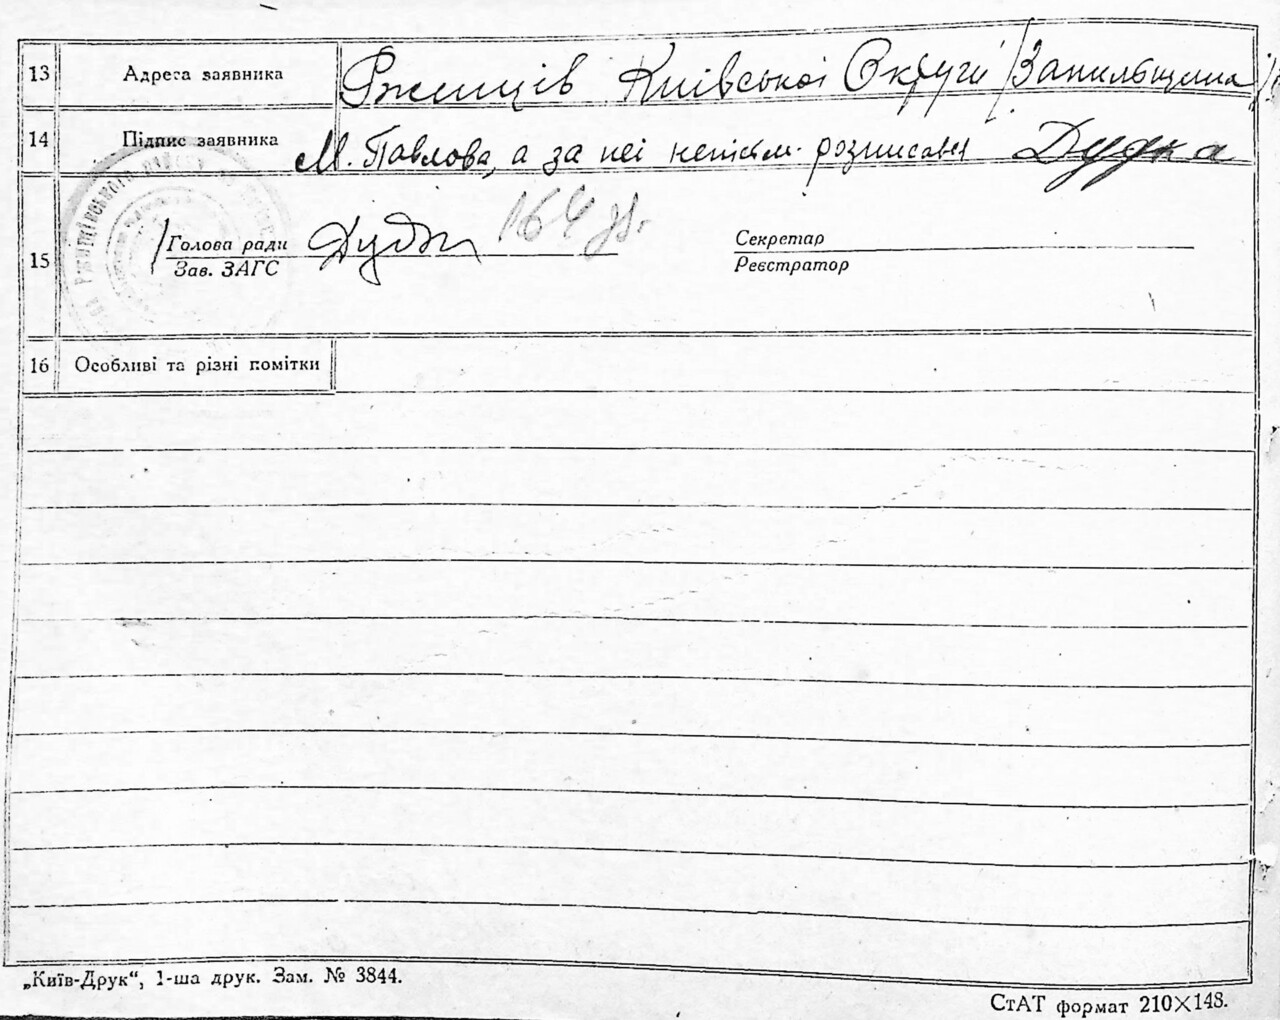 13 Адреса заявника Ржищів Київської Округи /Запильщина/
14 Підпис заявника М. Павлова, а за неї неписьм. розписався Дудка
15 Голова ради Дудка Секретар
Зав. ЗАГС Реєстратор
16 Особливі та різні помітки
„Київ-Друк“, 1-ша друк. Зам. № 3844.
СтАТ формат 210×148.